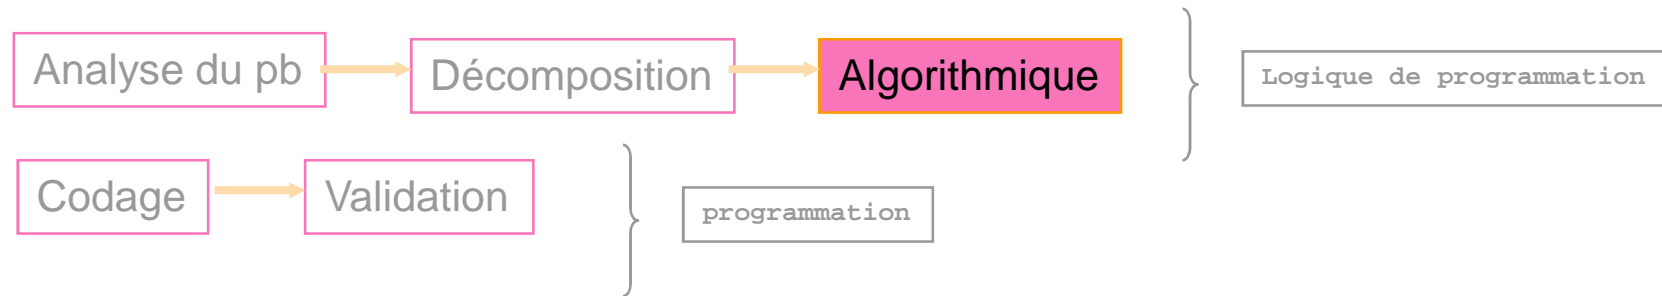 Analyse du pb
Décomposition
Algorithmique
Logique de programmation
Codage
Validation
programmation